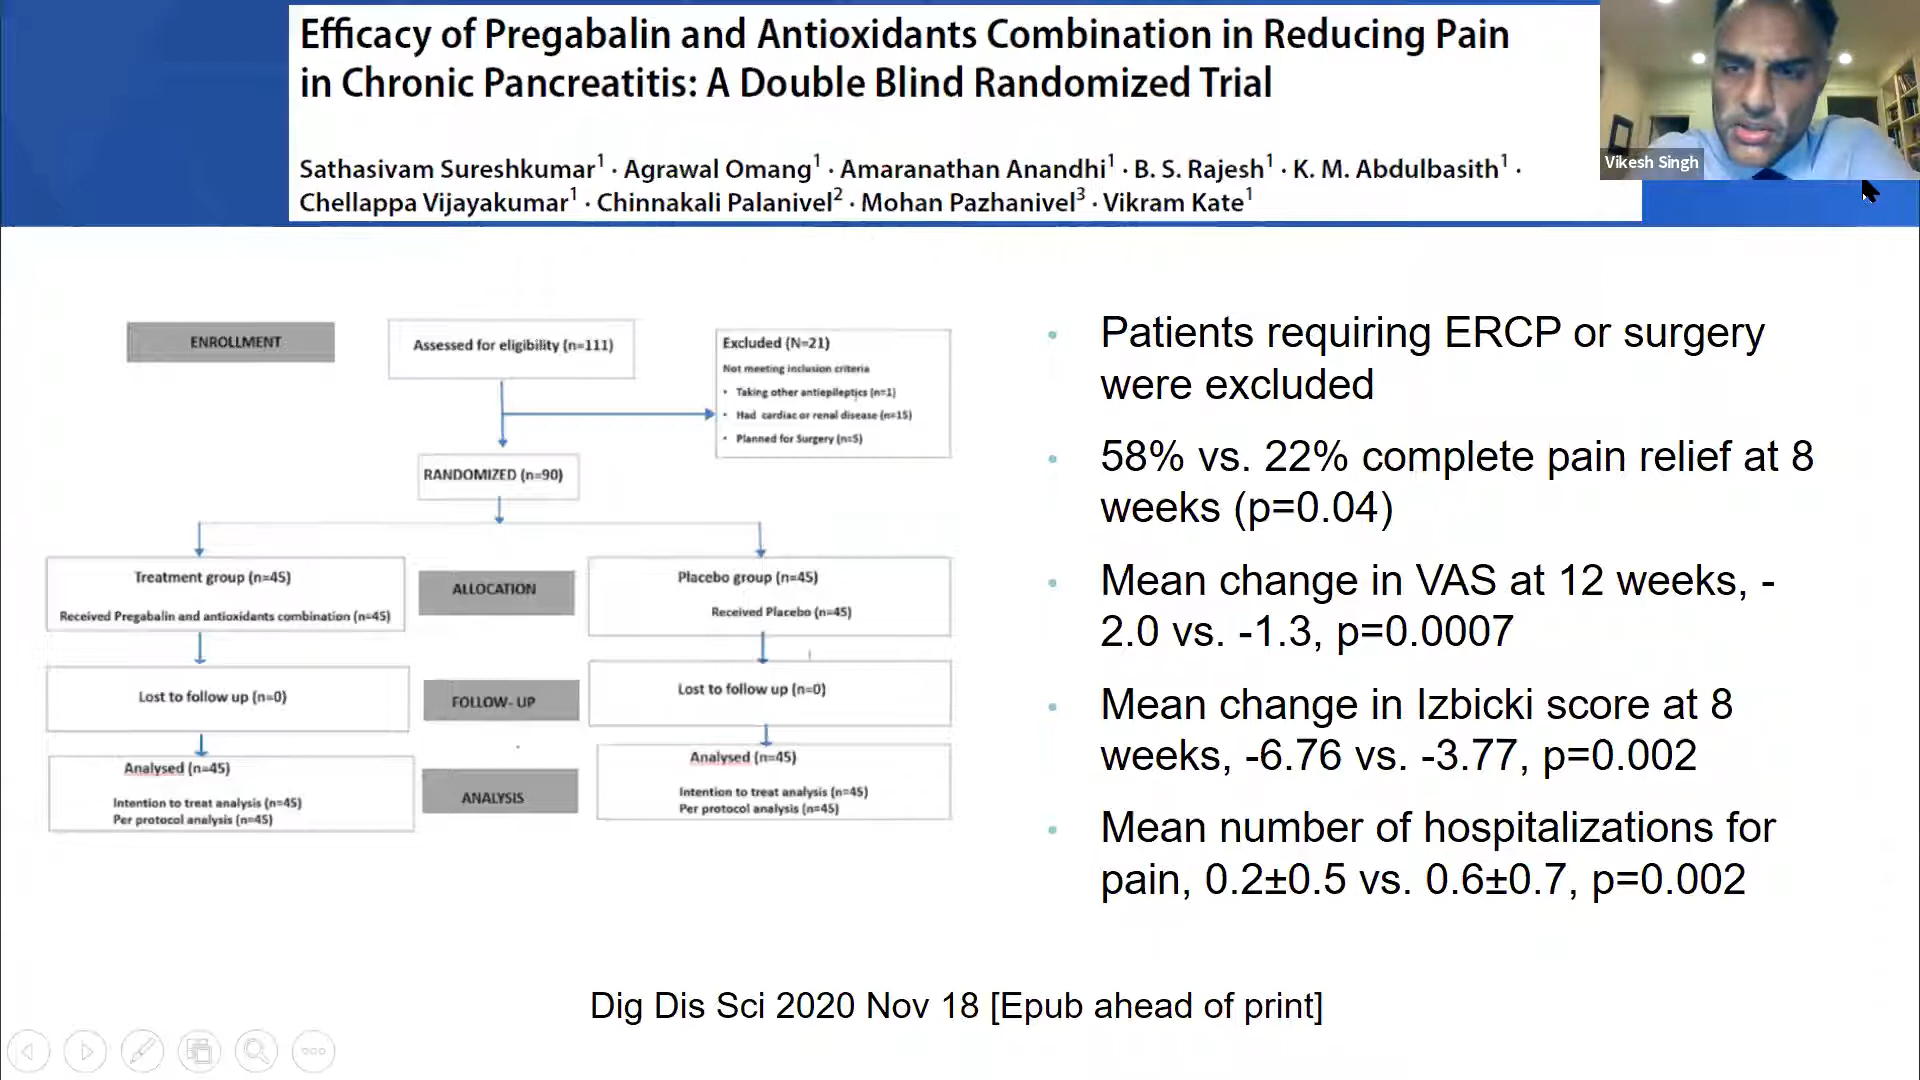 Efficacy of Pregabalin and Antioxidants Combination in Reducing Pain
in Chronic Pancreatitis: A Double Blind Randomized Trial
Sathasivam Sureshkumar1 · Agrawal Omang1 · Amaranathan Anandhi1 · B. S. Rajesh1 · K. M. Abdulbasith1 ·
Chellappa Vijayakumar1 · Chinnakali Palanivel2 · Mohan Pazhanivel3 · Vikram Kate1
Vikesh Singh
ENROLLMENT
Assessed for eligibility (n=111)
Excluded (N=21)
Not meeting inclusion criteria
• Taking other antiepileptics (n=1)
• Had cardiac or renal disease (n=15)
• Planned for Surgery (n=5)
RANDOMIZED (n=90)
Treatment group (n=45)
Received Pregabalin and antioxidants combination (n=45)
ALLOCATION
Placebo group (n=45)
Received Placebo (n=45)
Lost to follow up (n=0)
FOLLOW- UP
Lost to follow up (n=0)
Analysed (n=45)
Intention to treat analysis (n=45)
Per protocol analysis (n=45)
ANALYSIS
Analysed (n=45)
Intention to treat analysis (n=45)
Per protocol analysis (n=45)
• Patients requiring ERCP or surgery
were excluded
• 58% vs. 22% complete pain relief at 8
weeks (p=0.04)
• Mean change in VAS at 12 weeks, -
2.0 vs. -1.3, p=0.0007
• Mean change in Izbicki score at 8
weeks, -6.76 vs. -3.77, p=0.002
• Mean number of hospitalizations for
pain, 0.2±0.5 vs. 0.6±0.7, p=0.002
Dig Dis Sci 2020 Nov 18 [Epub ahead of print]